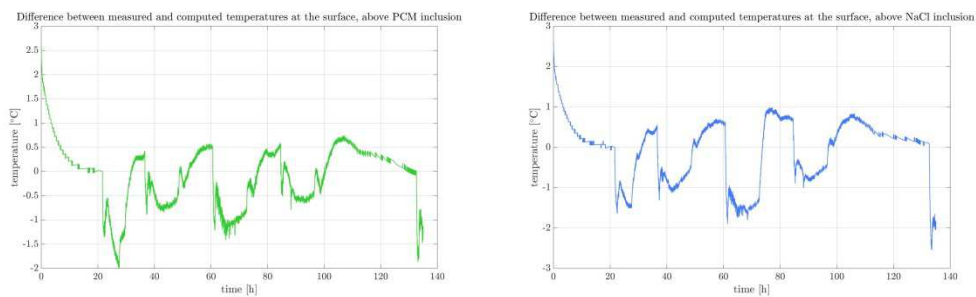 Difference between measured and computed temperatures at the surface, above PCM inclusion
3
2.5
2
1.5
1
0.5
0
-0.5
-1
-1.5
-2
temperature [°C]
0 20 40 60 80 100 120 140
time [h]
Difference between measured and computed temperatures at the surface, above NaCl inclusion
3
2
1
0
-1
-2
-3
temperature [°C]
0 20 40 60 80 100 120 140
time [h]